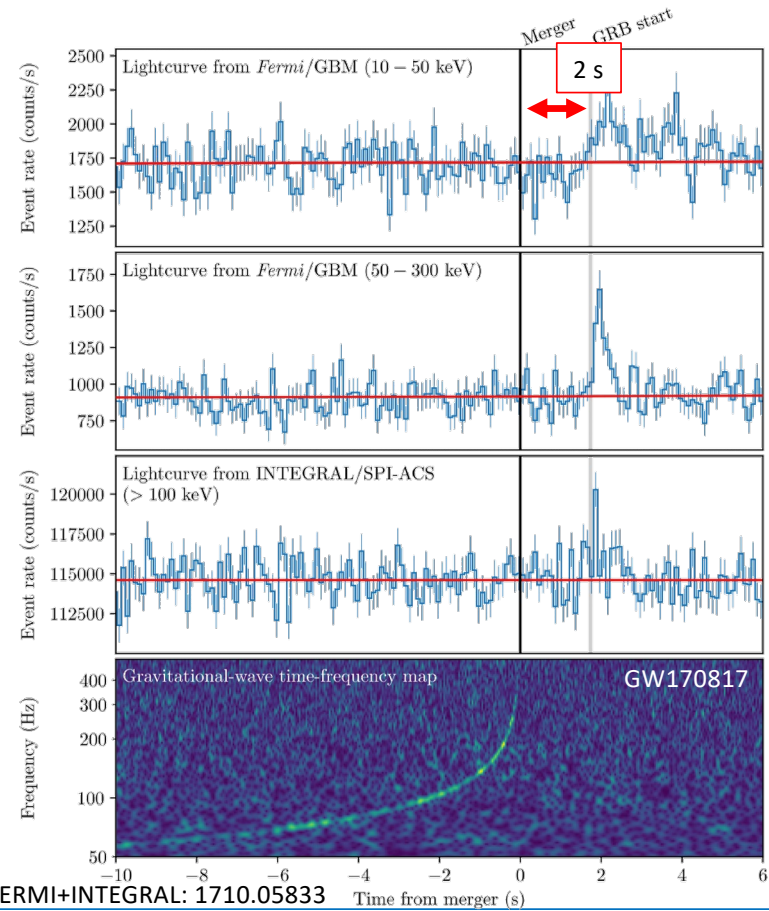 Merger
GRB start
2 s
Lightcurve from Fermi/GBM (10 − 50 keV)
Event rate (counts/s)
2500
2250
2000
1750
1500
1250
Lightcurve from Fermi/GBM (50 − 300 keV)
Event rate (counts/s)
1750
1500
1250
1000
750
Lightcurve from INTEGRAL/SPI-ACS
(> 100 keV)
Event rate (counts/s)
120000
117500
115000
112500
Gravitational-wave time-frequency map
GW170817
Frequency (Hz)
400
300
200
100
50
−10 −8 −6 −4 −2 0 2 4 6
ERMI+INTEGRAL: 1710.05833
Time from merger (s)